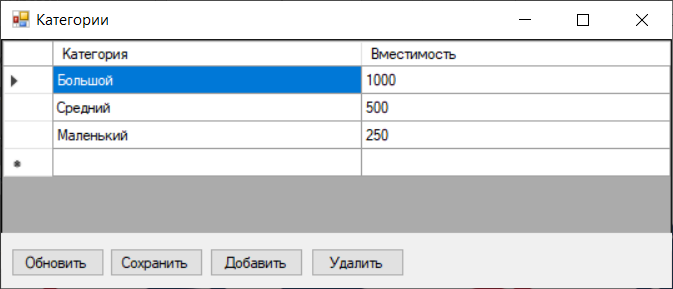 Категории
Категория Вместимость
Большой 1000
Средний 500
Маленький 250
Обновить Сохранить Добавить Удалить